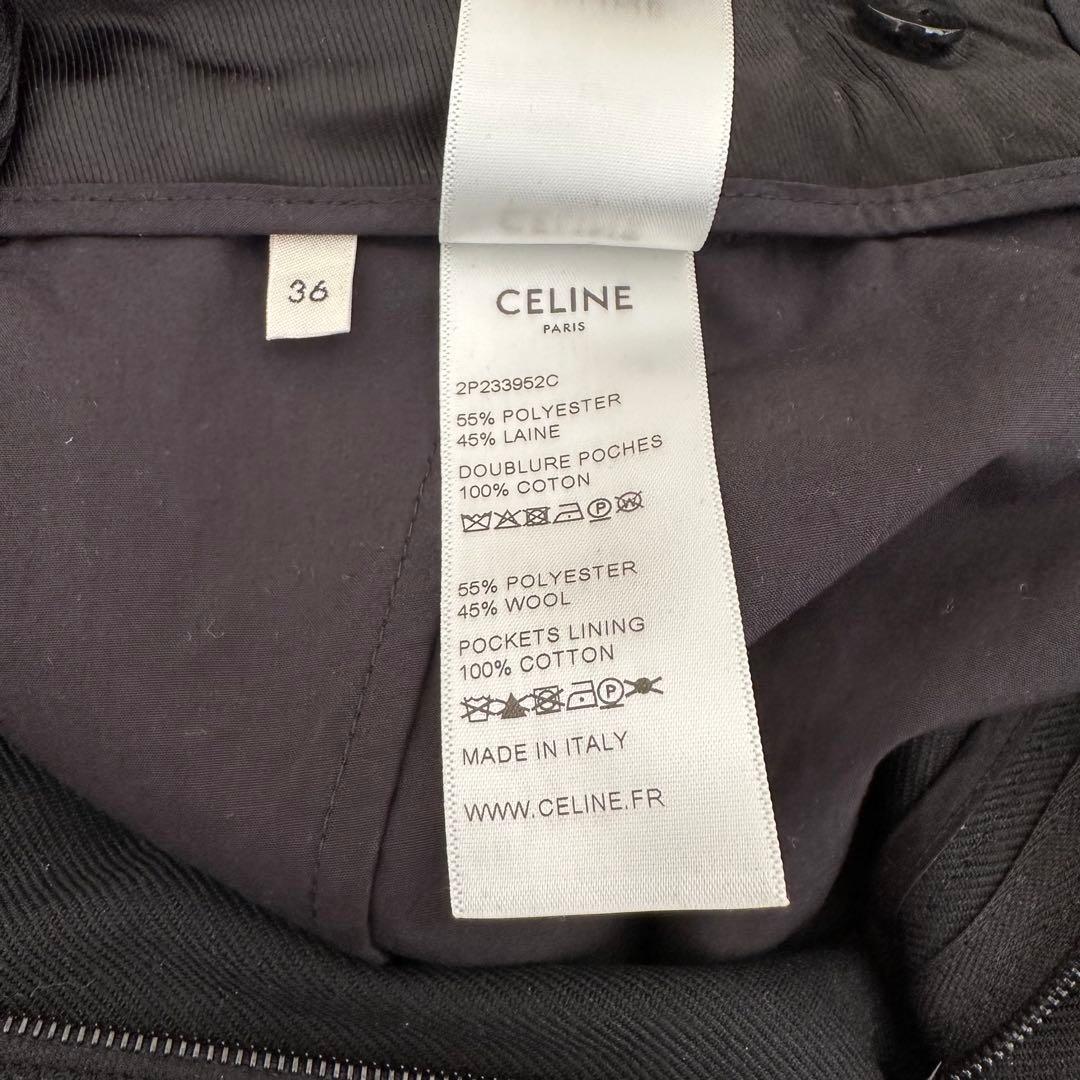 36
CELINE
PARIS
2P233952C
55% POLYESTER
45% LAINE
DOUBLURE POCHES
100% COTON
55% POLYESTER
45% WOOL
POCKETS LINING
100% COTTON
MADE IN ITALY
WWW.CELINE.FR